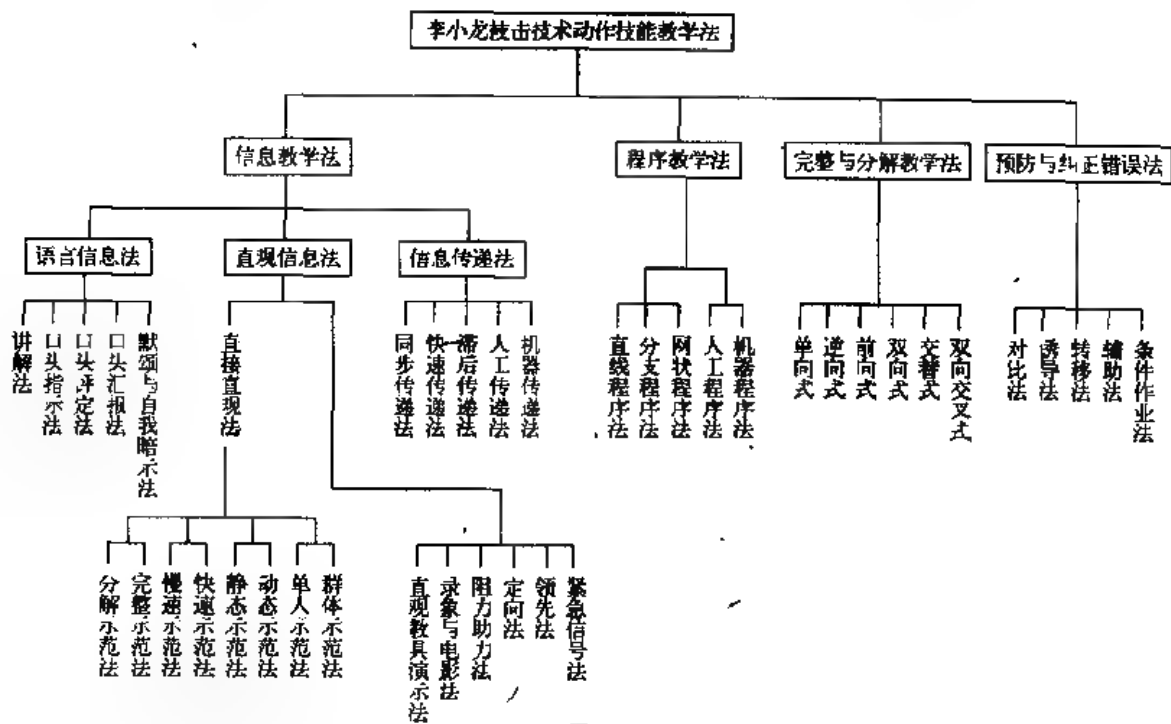 李小龙技击技术动作技能教学法
信息教学法
程序教学法
完整与分解教学法
预防与纠正错误法
语言信息法
直观信息法
信息传递法
讲解法
口头指示法
口头评定法
口头汇报法
默颂与自我暗示法
直接直观法
同步传递法
快速传递法
滞后传递法
人工传递法
机器传递法
直线程序法
分支程序法
网状程序法
人工程序法
机器程序法
单向式
逆向式
前向式
双向式
交替式
双向交叉式
对比法
诱导法
转移法
辅助法
条件作业法
分解示范法
完整示范法
慢速示范法
快速示范法
静态示范法
动态示范法
单人示范法
群体示范法
直观教具演示法
录象与电影法
阻力助力法
定向法
领先法
紧急信号法